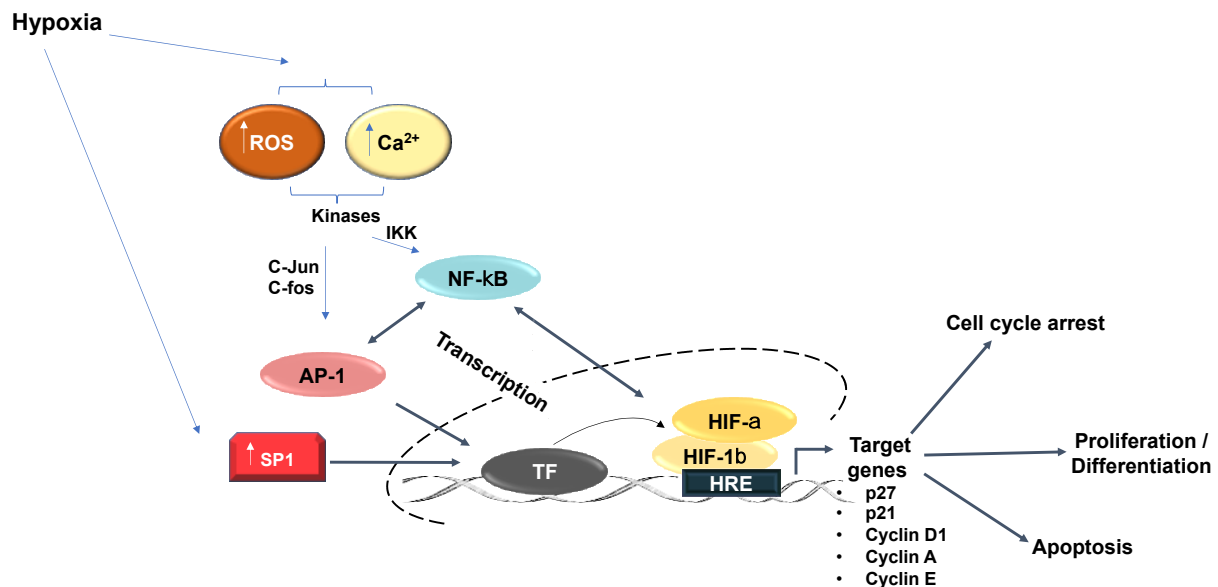 Hypoxia
↑ROS
↑Ca²⁺
Kinases
IKK
C-Jun
C-fos
NF-kB
AP-1
Transcription
↑SP1
TF
HIF-a
HIF-1b
HRE
Target
genes
• p27
• p21
• Cyclin D1
• Cyclin A
• Cyclin E
Cell cycle arrest
Proliferation /
Differentiation
Apoptosis